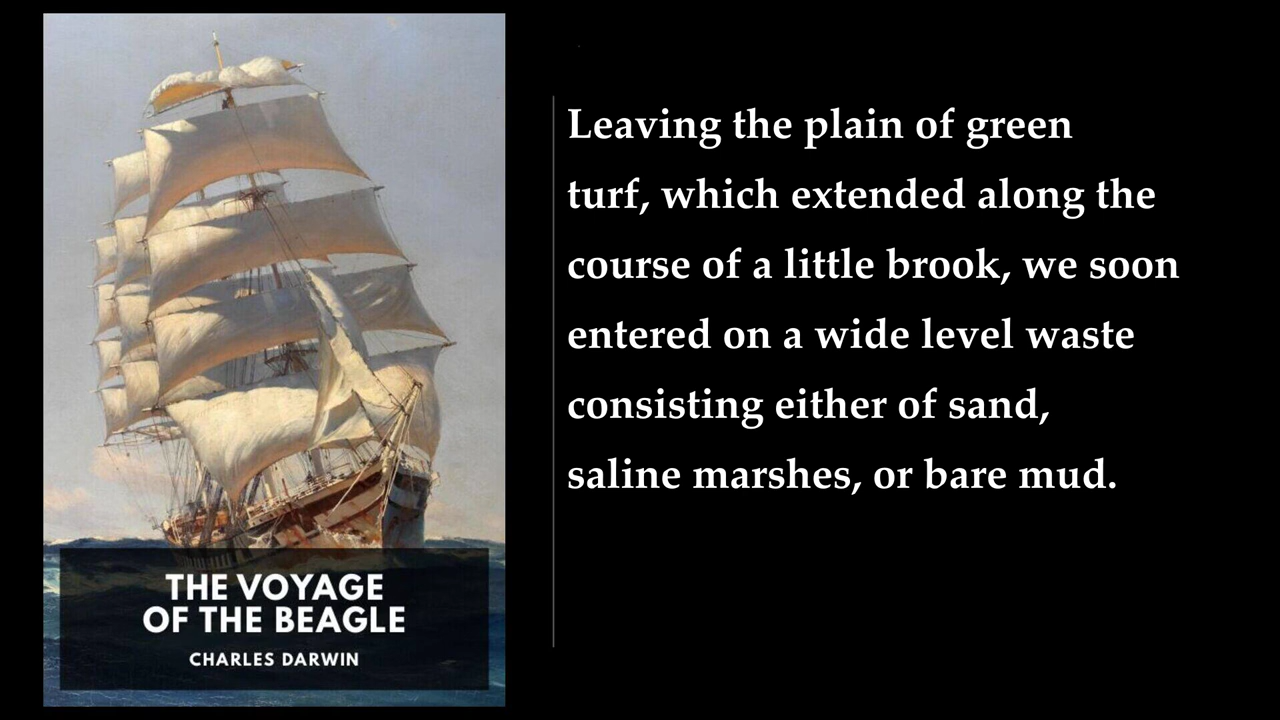 THE VOYAGE
OF THE BEAGLE
CHARLES DARWIN
Leaving the plain of green
turf, which extended along the
course of a little brook, we soon
entered on a wide level waste
consisting either of sand,
saline marshes, or bare mud.